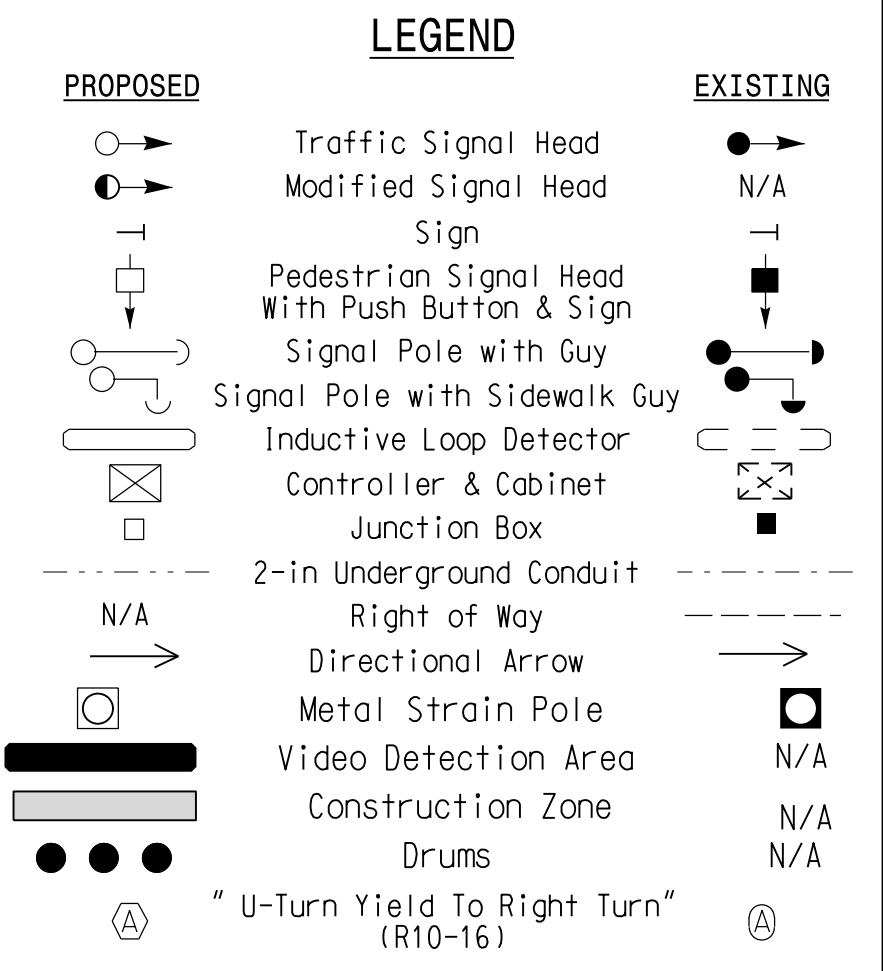 LEGEND
PROPOSED EXISTING
Traffic Signal Head
Modified Signal Head N/A
Sign
Pedestrian Signal Head
With Push Button & Sign
Signal Pole with Guy
Signal Pole with Sidewalk Guy
Inductive Loop Detector
Controller & Cabinet
Junction Box
2-in Underground Conduit
N/A Right of Way
Directional Arrow
Metal Strain Pole
Video Detection Area N/A
Construction Zone N/A
Drums N/A
A " U-Turn Yield To Right Turn" A
(R10-16)